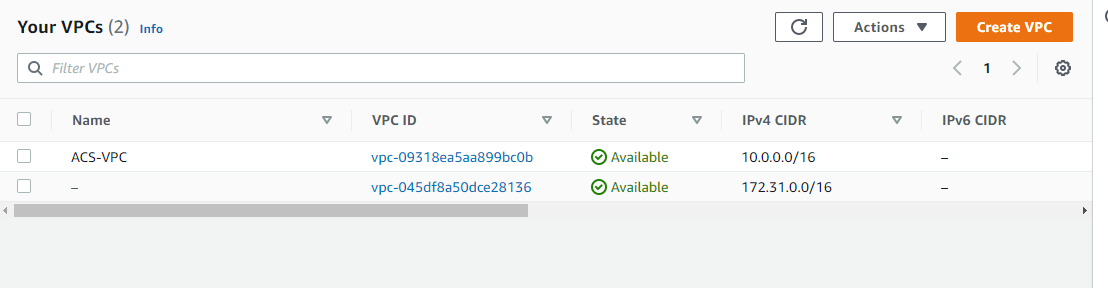 Your VPCs (2) Info
Actions
Create VPC
Filter VPCs
1
Name VPC ID State IPv4 CIDR IPv6 CIDR
ACS-VPC vpc-09318ea5aa899bc0b Available 10.0.0.0/16 –
– vpc-045df8a50dce28136 Available 172.31.0.0/16 –